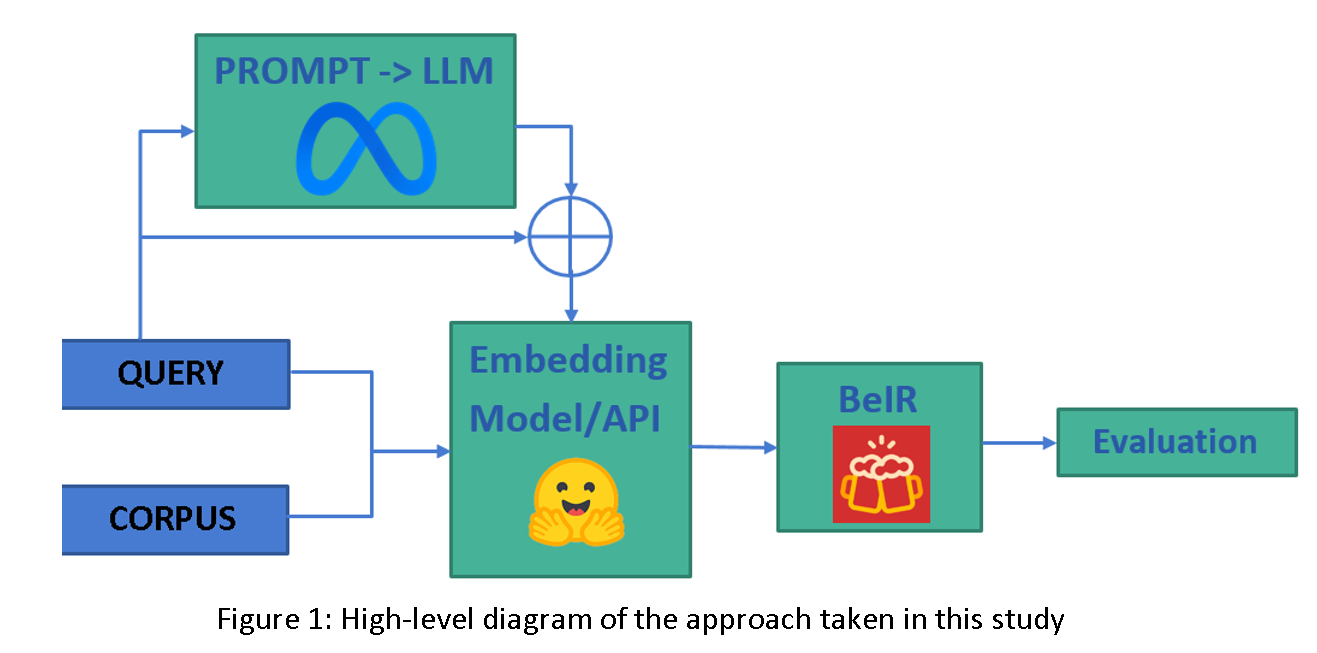 PROMPT -> LLM
QUERY
CORPUS
Embedding
Model/API
BeIR
Evaluation
Figure 1: High-level diagram of the approach taken in this study